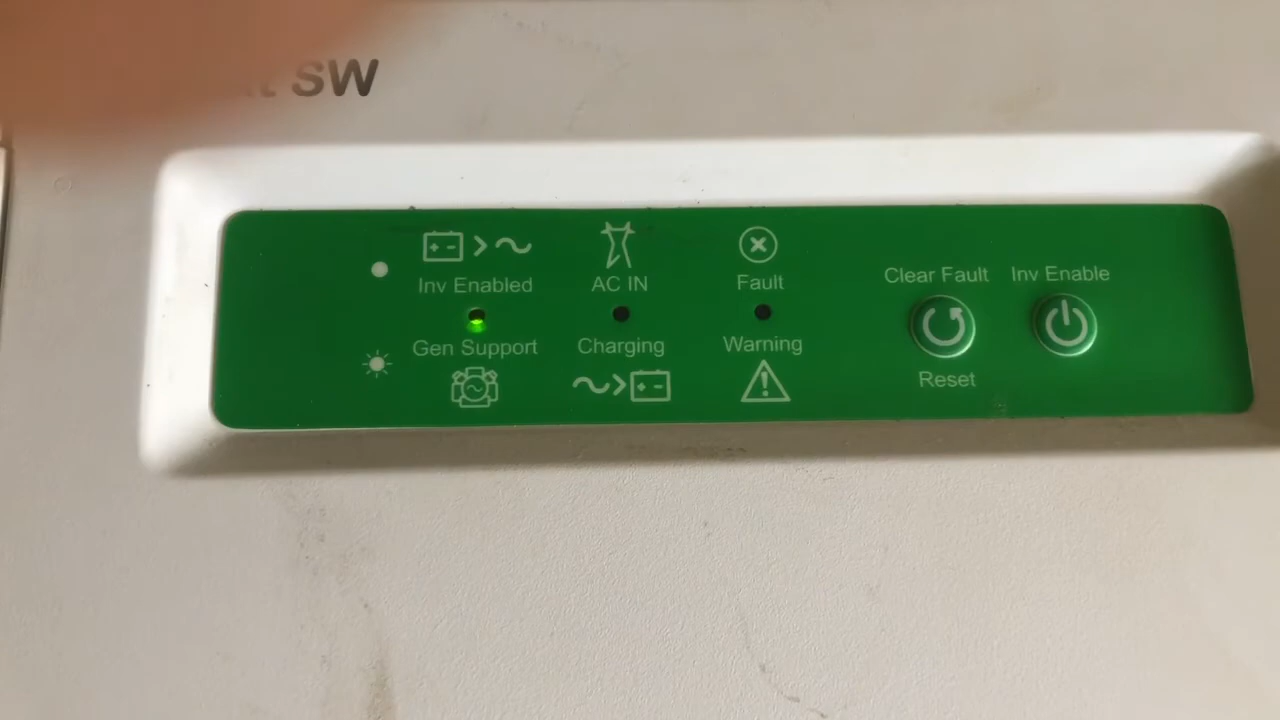 SW
Inv Enabled
AC IN
Fault
Gen Support
Charging
Warning
Clear Fault
Inv Enable
Reset